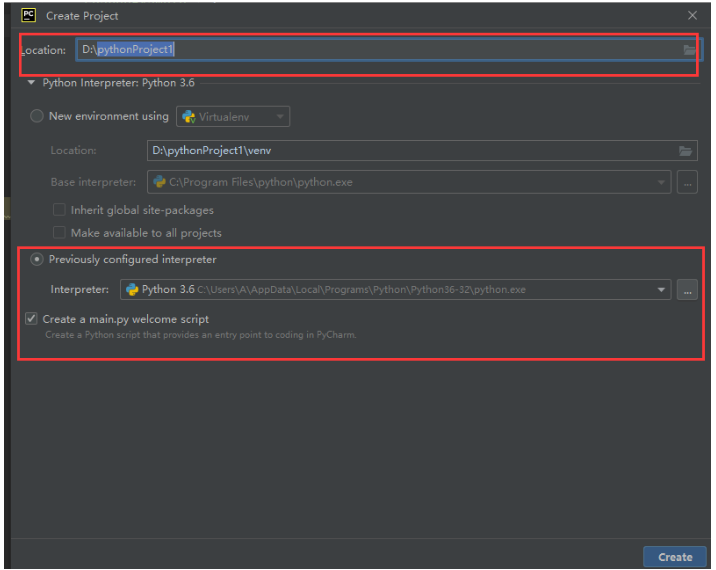 PC Create Project
Location: D:\pythonProject1
Python Interpreter: Python 3.6
New environment using Virtualenv
Location: D:\pythonProject1\venv
Base interpreter: C:\Program Files\python\python.exe ...
Inherit global site-packages
Make available to all projects
Previously configured interpreter
Interpreter: Python 3.6 C:\Users\A\AppData\Local\Programs\Python\Python36-32\python.exe ...
Create a main.py welcome script
Create a Python script that provides an entry point to coding in PyCharm.
Create